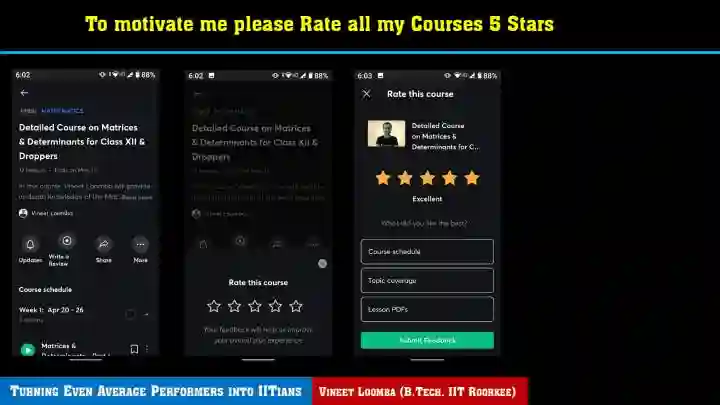 To motivate me please Rate all my Courses 5 Stars
6:02
88%
HINDI MATHEMATICS
Detailed Course on Matrices
& Determinants for Class XII &
Droppers
In this course, Vineet Loomba will provide
in-depth knowledge of the
Read more
Vineet Loomba
Updates
Write a
Review
Share
More
Course schedule
Week 1: Apr 20 - 26
Matrices &
Determinants - Part 1
6:02
88%
Detailed Course on Matrices
& Determinants for Class XII &
Droppers
Vineet Loomba
Rate this course
Your feedback will help us improve
your overall plus experience
6:03
88%
Rate this course
Detailed Course
on Matrices &
Determinants for C...
Excellent
What did you like the best?
Course schedule
Topic coverage
Lesson PDFs
Submit Feedback
Turning Even Average Performers into IITians
Vineet Loomba (B.Tech. IIT Roorkee)